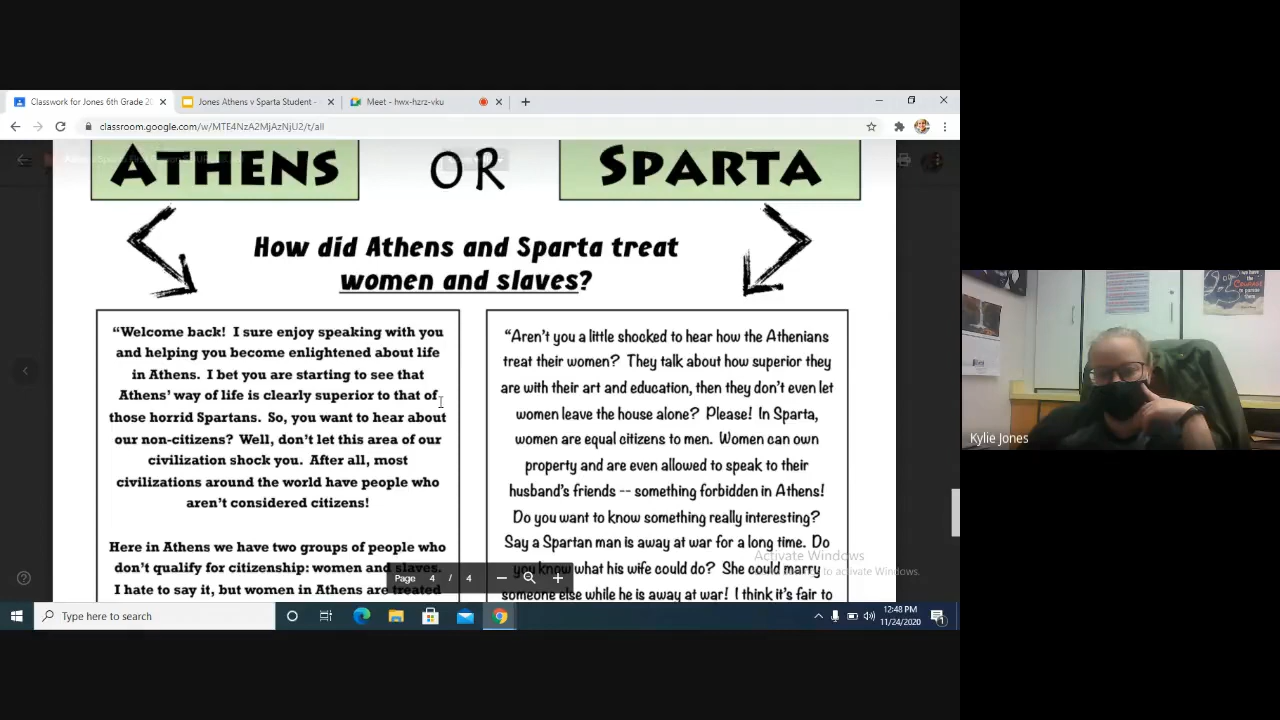 Classwork for Jones 6th Grade 20
Jones Athens v Sparta Student -
Meet - hwx-hzrz-vku
classroom.google.com/w/MTE4NzA2MjAzNjU2/t/all
ATHENS
OR
SPARTA
How did Athens and Sparta treat
women and slaves?
“Welcome back! I sure enjoy speaking with you
and helping you become enlightened about life
in Athens. I bet you are starting to see that
Athens’ way of life is clearly superior to that of
those horrid Spartans. So, you want to hear about
our non-citizens? Well, don’t let this area of our
civilization shock you. After all, most
civilizations around the world have people who
aren’t considered citizens!
Here in Athens we have two groups of people who
don’t qualify for citizenship: women and slaves.
I hate to say it, but women in Athens are treated
“Aren’t you a little shocked to hear how the Athenians
treat their women? They talk about how superior they
are with their art and education, then they don’t even let
women leave the house alone? Please! In Sparta,
women are equal citizens to men. Women can own
property and are even allowed to speak to their
husband’s friends -- something forbidden in Athens!
Do you want to know something really interesting?
Say a Spartan man is away at war for a long time. Do
you know what his wife could do? She could marry
someone else while he is away at war! I think it’s fair to
Activate Windows
to activate Windows.
Page 4 / 4
Type here to search
12:48 PM
11/24/2020
1
Kylie Jones
COURAGE